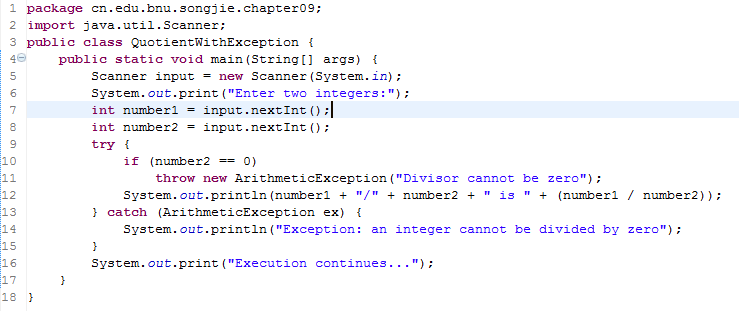 1 package cn.edu.bnu.songjie.chapter09;
2 import java.util.Scanner;
3 public class QuotientWithException {
4 public static void main(String[] args) {
5 Scanner input = new Scanner(System.in);
6 System.out.print("Enter two integers:");
7 int number1 = input.nextInt();
8 int number2 = input.nextInt();
9 try {
10 if (number2 == 0)
11 throw new ArithmeticException("Divisor cannot be zero");
12 System.out.println(number1 + "/" + number2 + " is " + (number1 / number2));
13 } catch (ArithmeticException ex) {
14 System.out.println("Exception: an integer cannot be divided by zero");
15 }
16 System.out.print("Execution continues...");
17 }
18 }